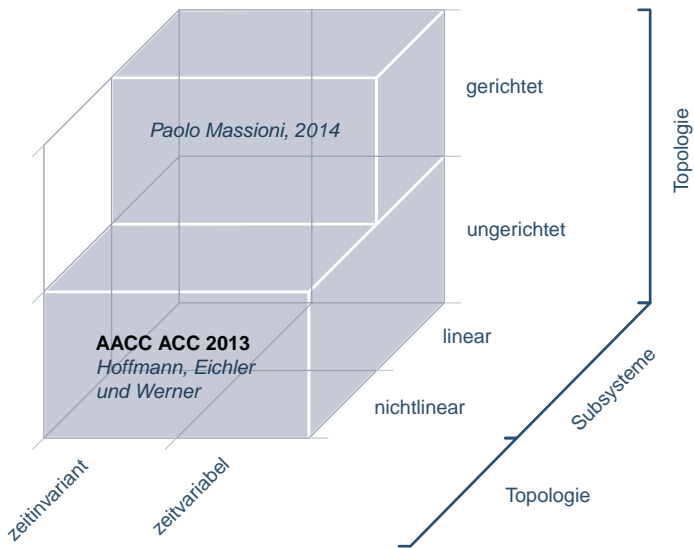 gerichtet
Topologie
Paolo Massioni, 2014
ungerichtet
AACC ACC 2013
Hoffmann, Eichler
und Werner
linear
nichtlinear
Subsysteme
zeitinvariant
zeitvariabel
Topologie